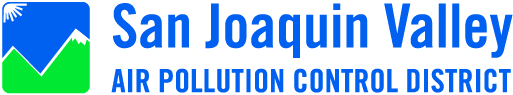 San Joaquin Valley
AIR POLLUTION CONTROL DISTRICT